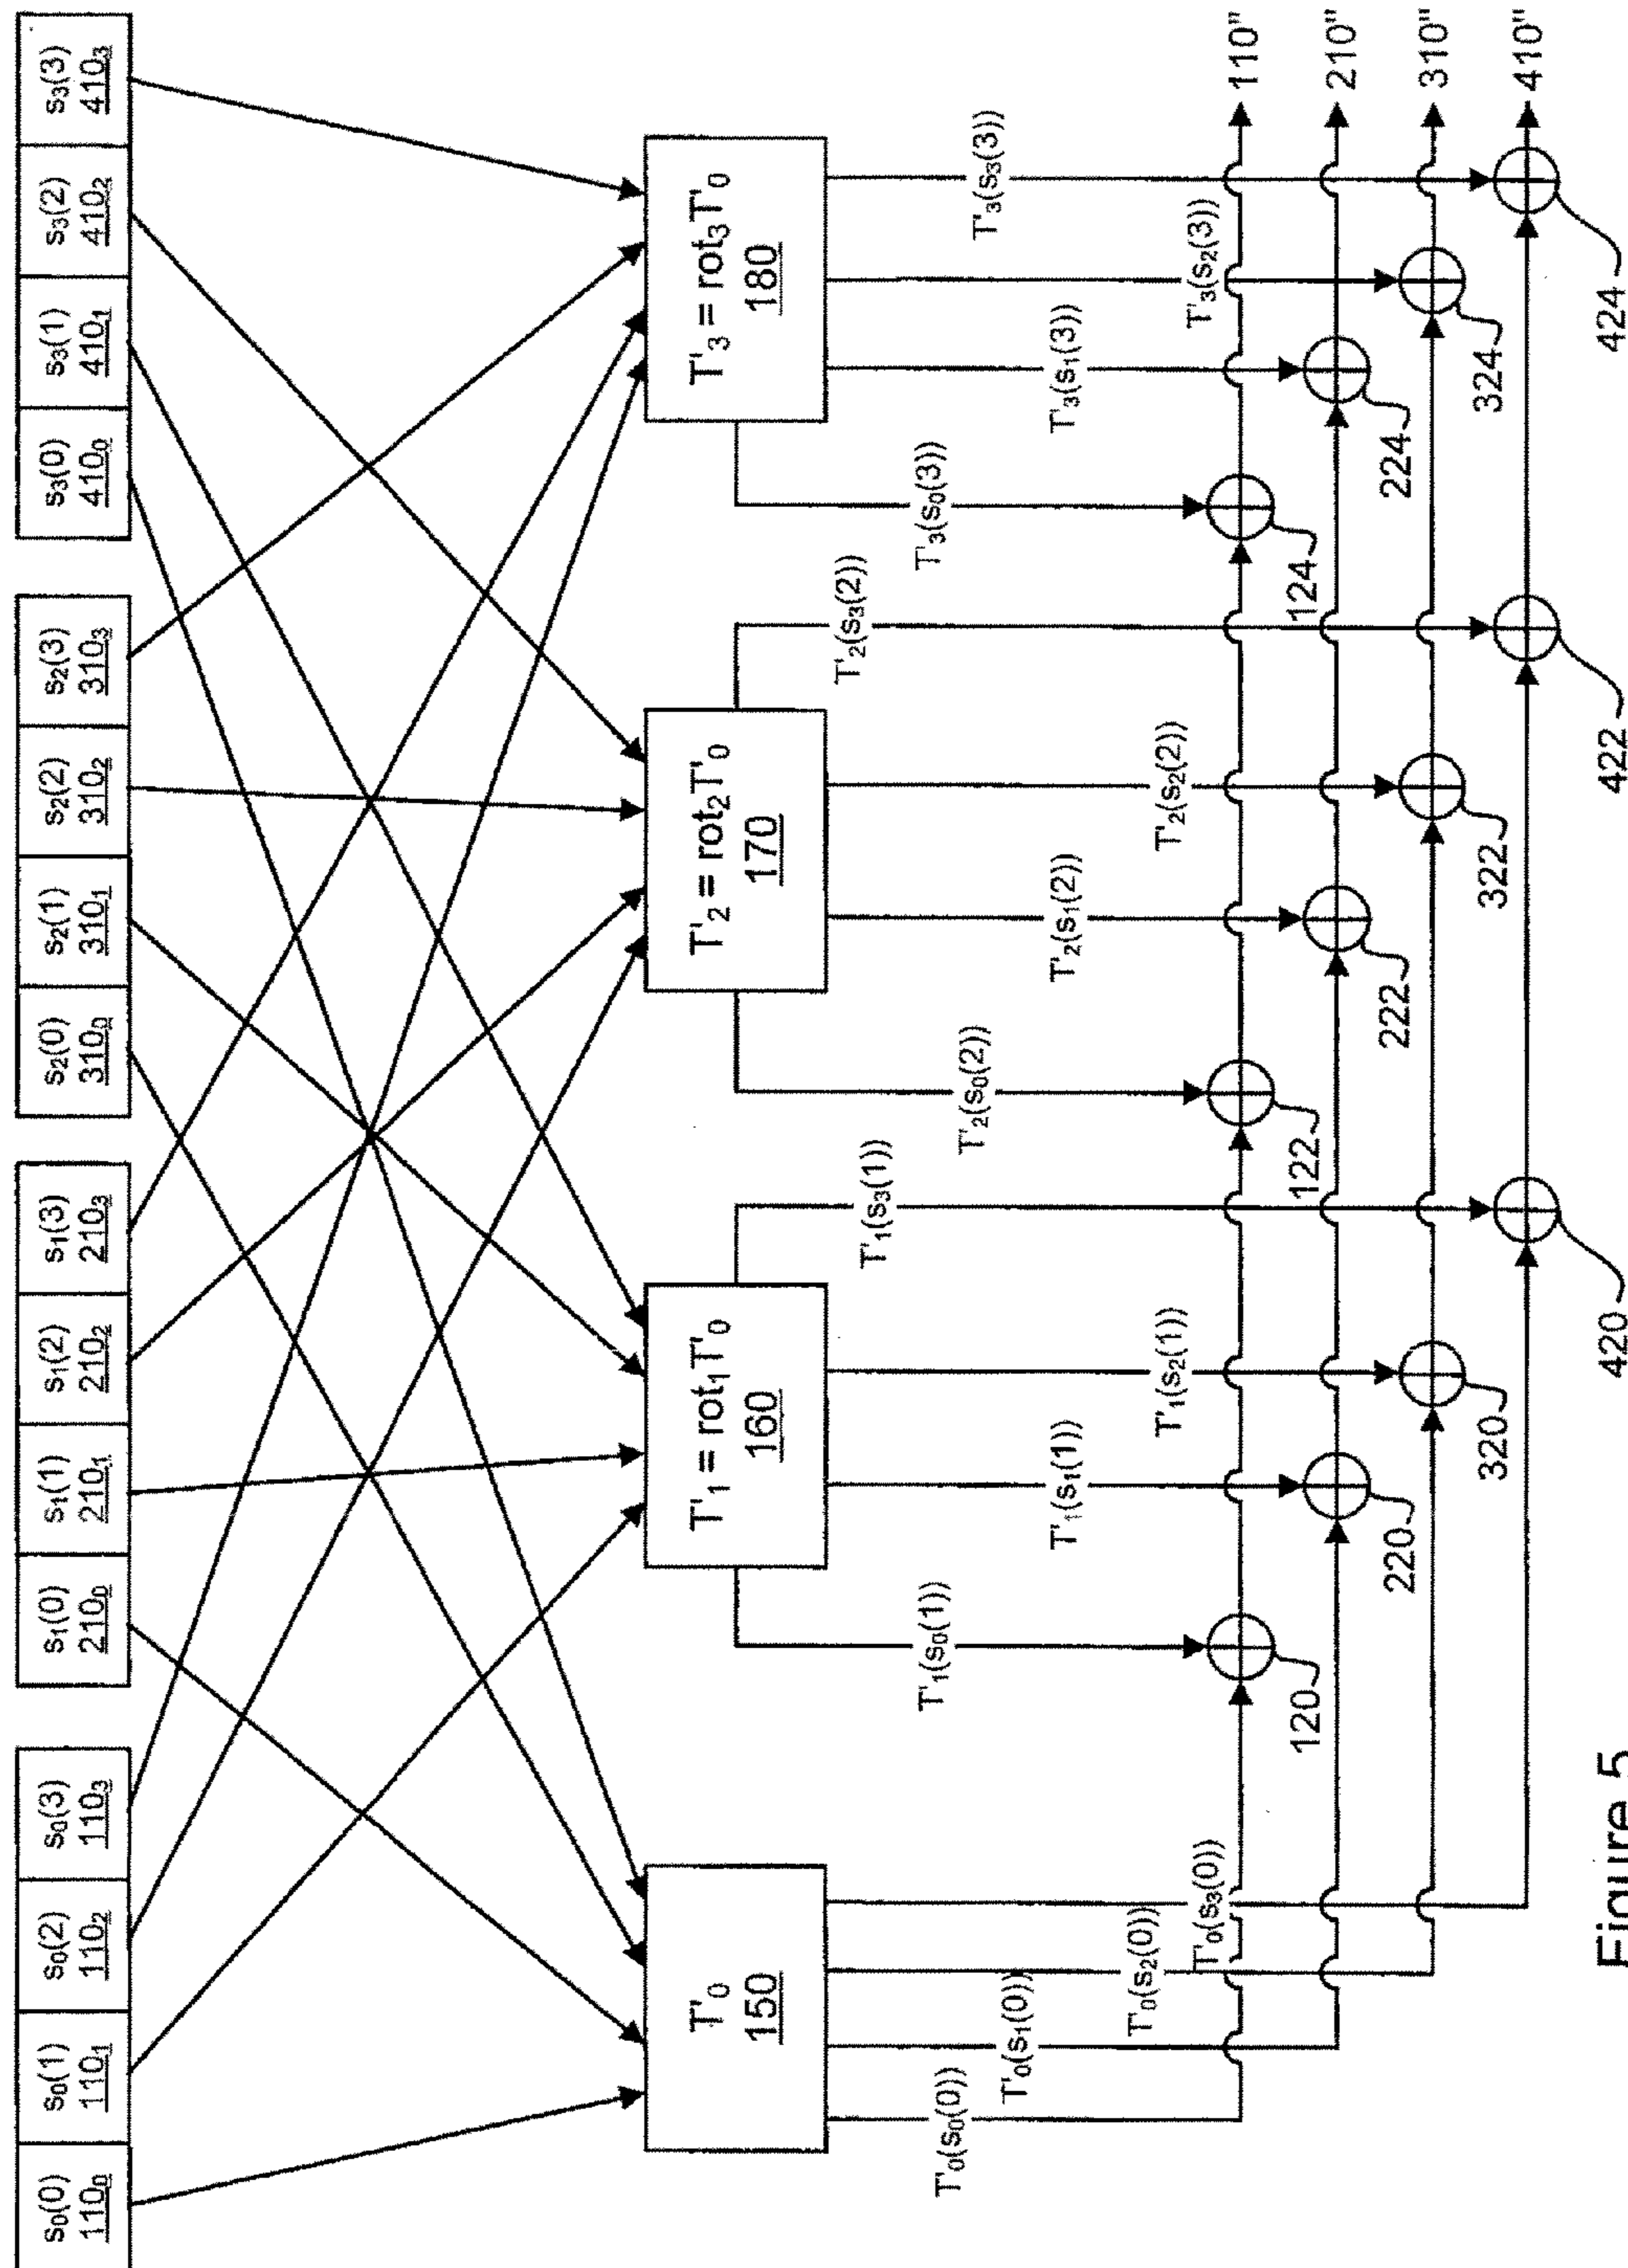 s₀(0) s₀(1) s₀(2) s₀(3) s₁(0) s₁(1) s₁(2) s₁(3) s₂(0) s₂(1) s₂(2) s₂(3) s₃(0) s₃(1) s₃(2) s₃(3)
110₀ 110₁ 110₂ 110₃ 210₀ 210₁ 210₂ 210₃ 310₀ 310₁ 310₂ 310₃ 410₀ 410₁ 410₂ 410₃
T'₀ T'₁ = rot₁T'₀ T'₂ = rot₂T'₀ T'₃ = rot₃T'₀
150 160 170 180
T'₂(s₃(2))
T'₁(s₃(1))
T'₀(s₀(0)) T'₁(s₀(1)) T'₂(s₀(2)) T'₃(s₀(3)) T'₃(s₃(3))
T'₀(s₁(0)) T'₁(s₁(1)) T'₂(s₁(2)) T'₃(s₁(3))
T'₀(s₂(0)) T'₁(s₂(1)) T'₂(s₂(2)) T'₃(s₂(3))
T'₀(s₃(0))
110"
120 122 124
210"
220 222 224
310"
320 322 324
410"
420 422 424
Figure 5